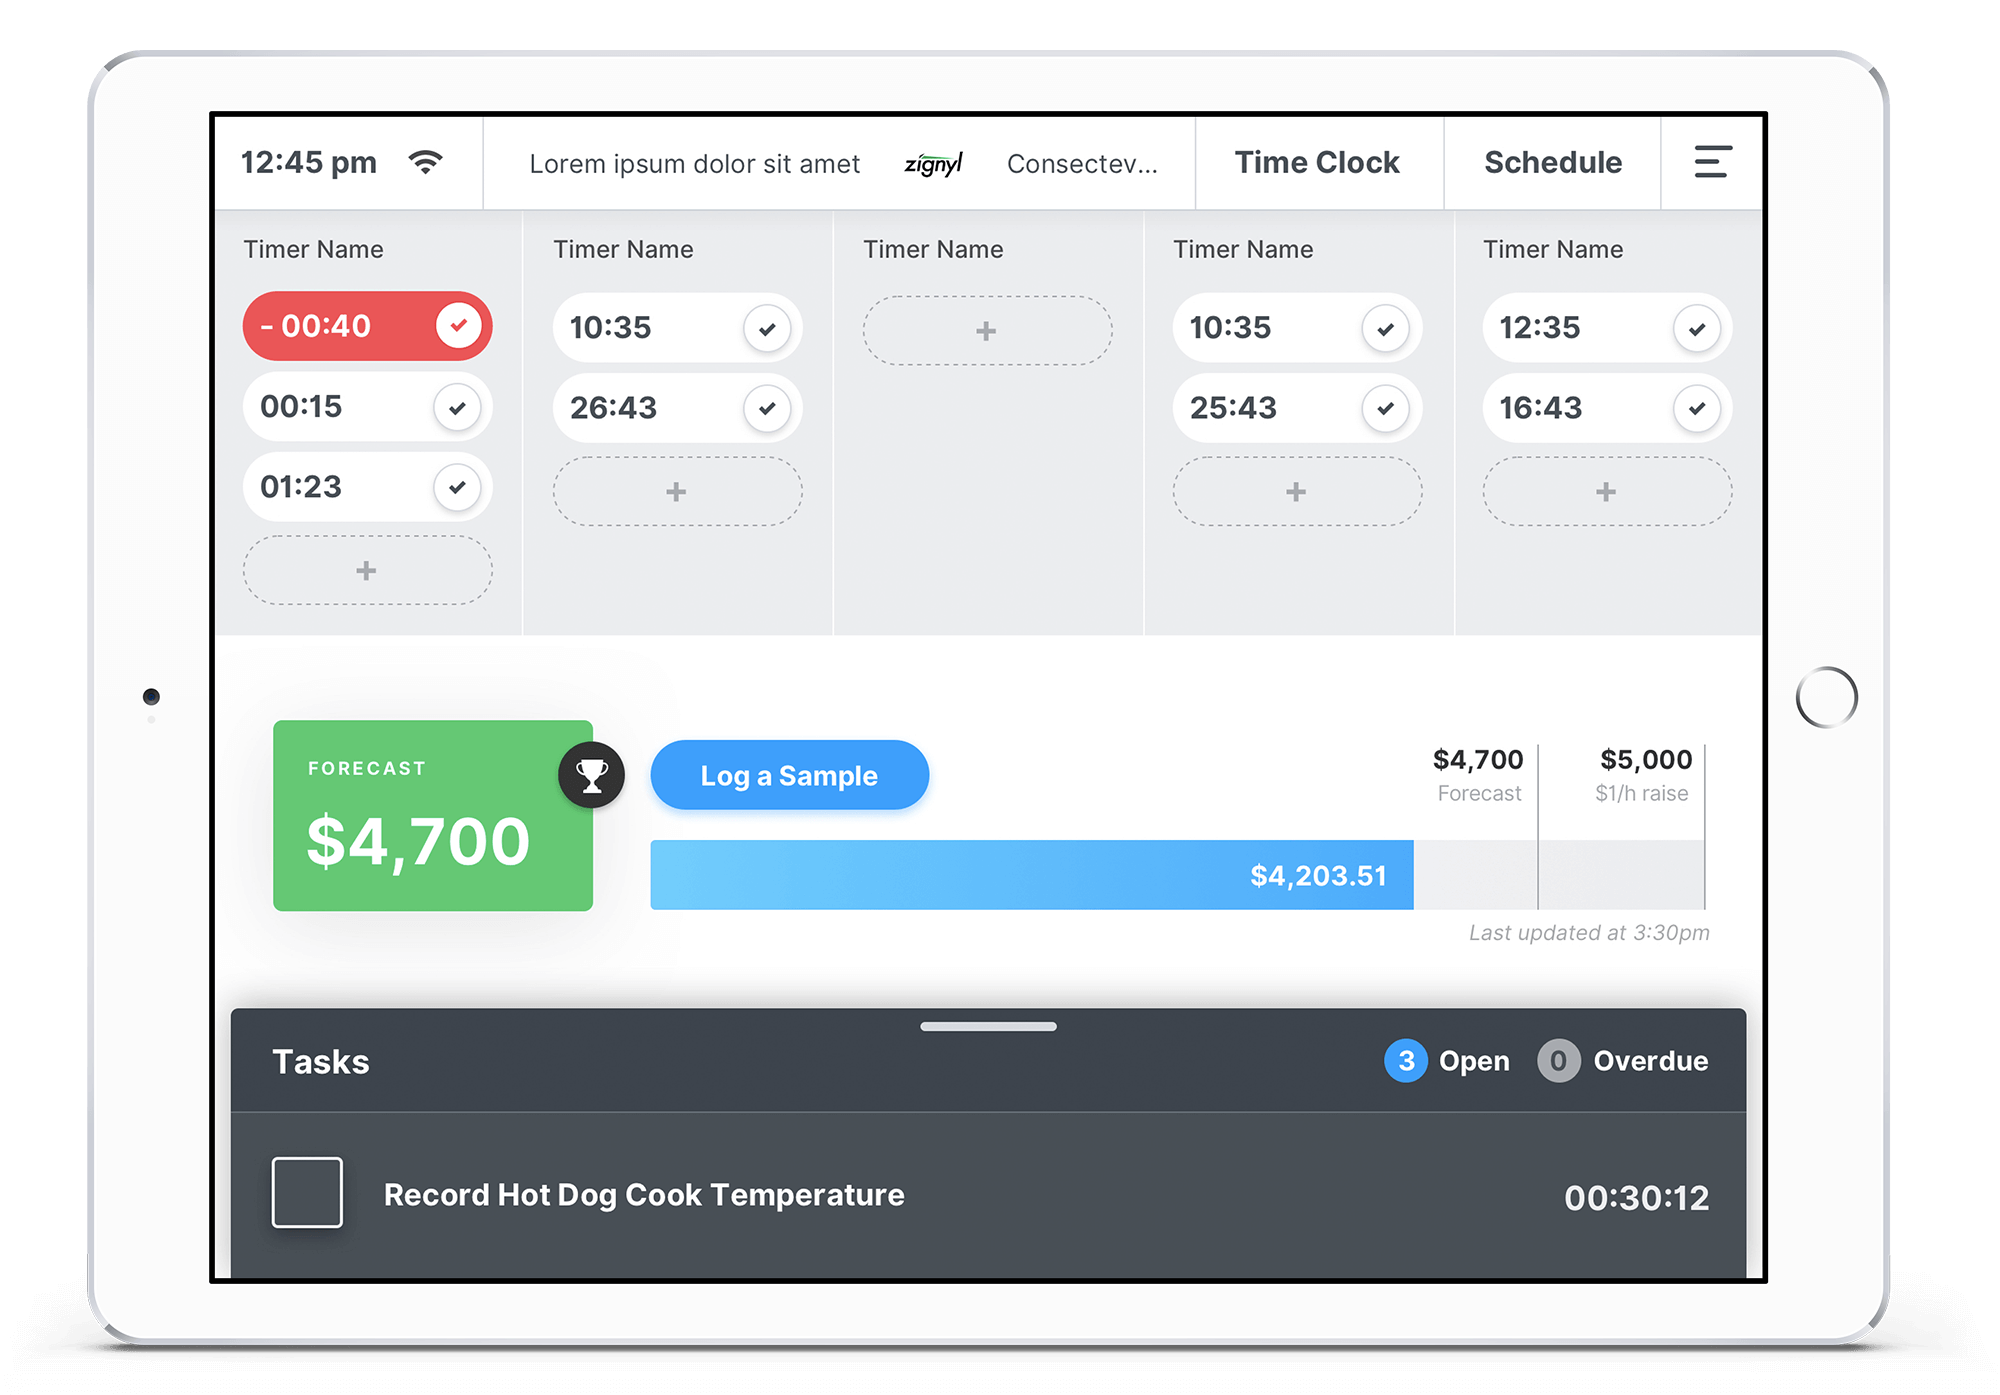 12:45 pm
Lorem ipsum dolor sit amet zignyl Consectev...
Time Clock
Schedule
Timer Name
- 00:40
00:15
01:23
+
Timer Name
10:35
26:43
+
Timer Name
+
Timer Name
10:35
25:43
+
Timer Name
12:35
16:43
+
FORECAST
$4,700
Log a Sample
$4,700
Forecast
$5,000
$1/h raise
$4,203.51
Last updated at 3:30pm
Tasks
3 Open
0 Overdue
Record Hot Dog Cook Temperature
00:30:12